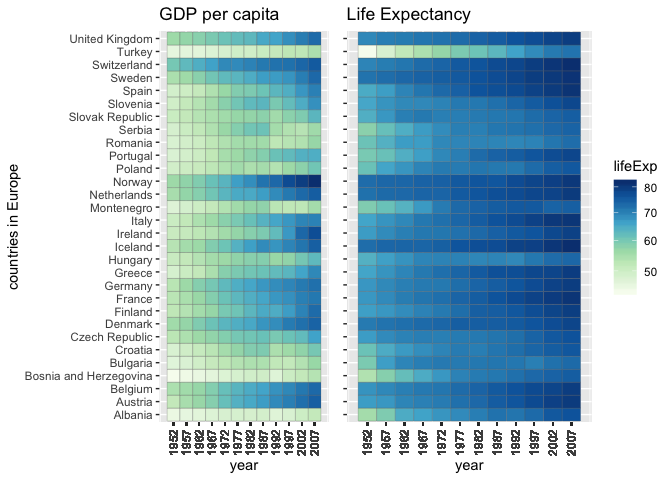 GDP per capita
Life Expectancy
countries in Europe
United Kingdom
Turkey
Switzerland
Sweden
Spain
Slovenia
Slovak Republic
Serbia
Romania
Portugal
Poland
Norway
Netherlands
Montenegro
Italy
Ireland
Iceland
Hungary
Greece
Germany
France
Finland
Denmark
Czech Republic
Croatia
Bulgaria
Bosnia and Herzegovina
Belgium
Austria
Albania
1952 1957 1962 1967 1972 1977 1982 1987 1992 1997 2002 2007
year
1952 1957 1962 1967 1972 1977 1982 1987 1992 1997 2002 2007
year
lifeExp
80
70
60
50